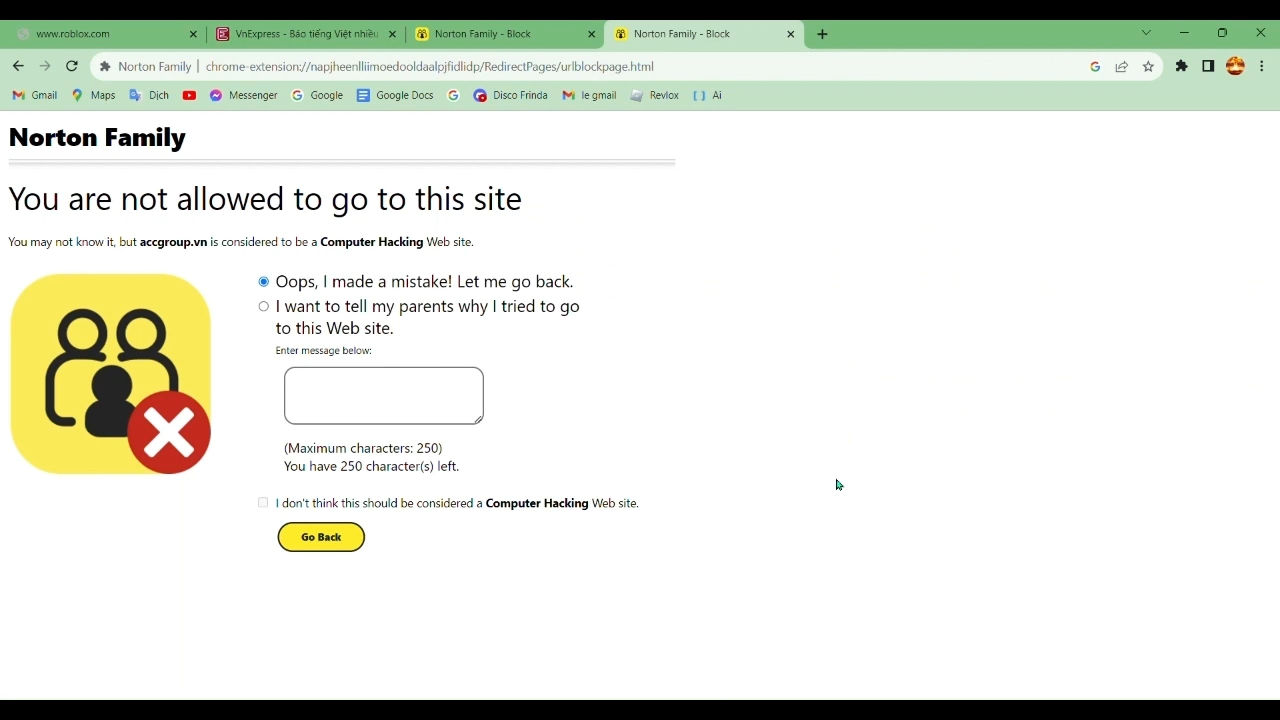 www.roblox.com
VnExpress - Báo tiếng Việt nhiều
Norton Family - Block
Norton Family - Block
Norton Family | chrome-extension://napjheenlliimoedooldaalpjfidlidp/RedirectPages/urlblockpage.html
Gmail Maps Dịch Messenger Google Google Docs Disco Frinda le gmail Revlox Ai
Norton Family
You are not allowed to go to this site
You may not know it, but accgroup.vn is considered to be a Computer Hacking Web site.
Oops, I made a mistake! Let me go back.
I want to tell my parents why I tried to go
to this Web site.
Enter message below:
(Maximum characters: 250)
You have 250 character(s) left.
I don't think this should be considered a Computer Hacking Web site.
Go Back